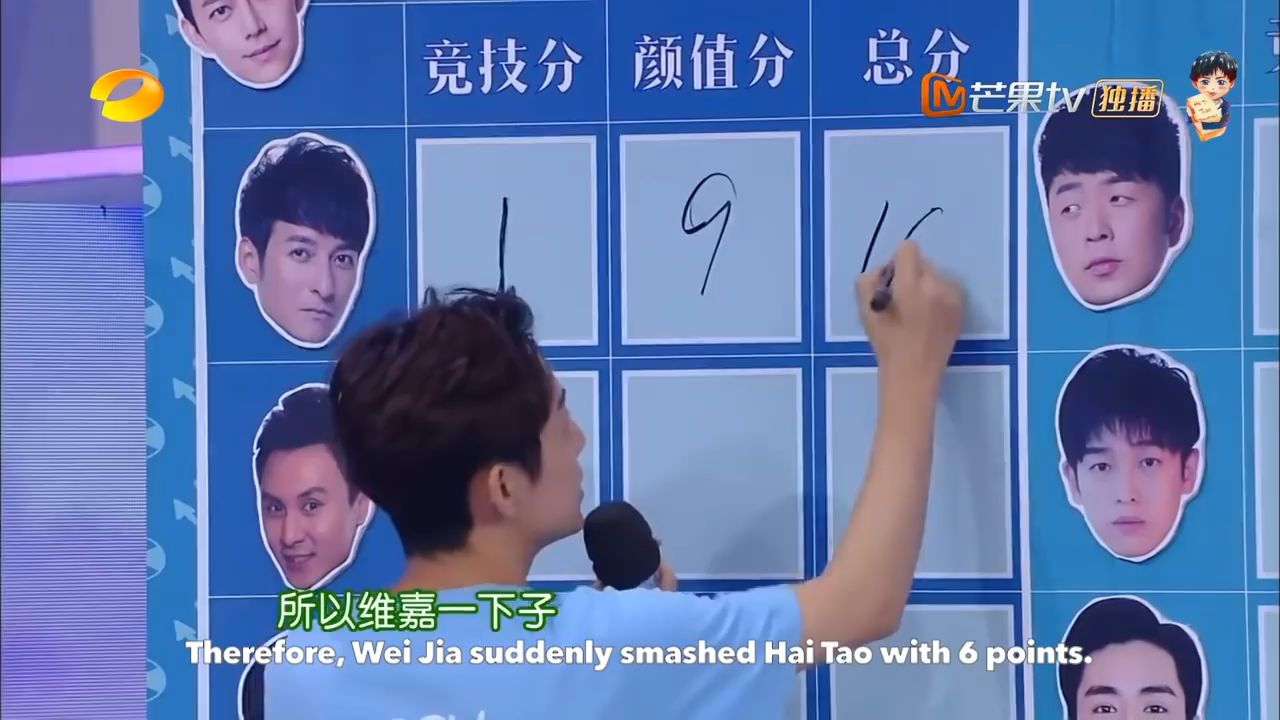 竞技分 颜值分 总分
芒果tv 独播
1 9 1
所以维嘉一下子
Therefore, Wei Jia suddenly smashed Hai Tao with 6 points.